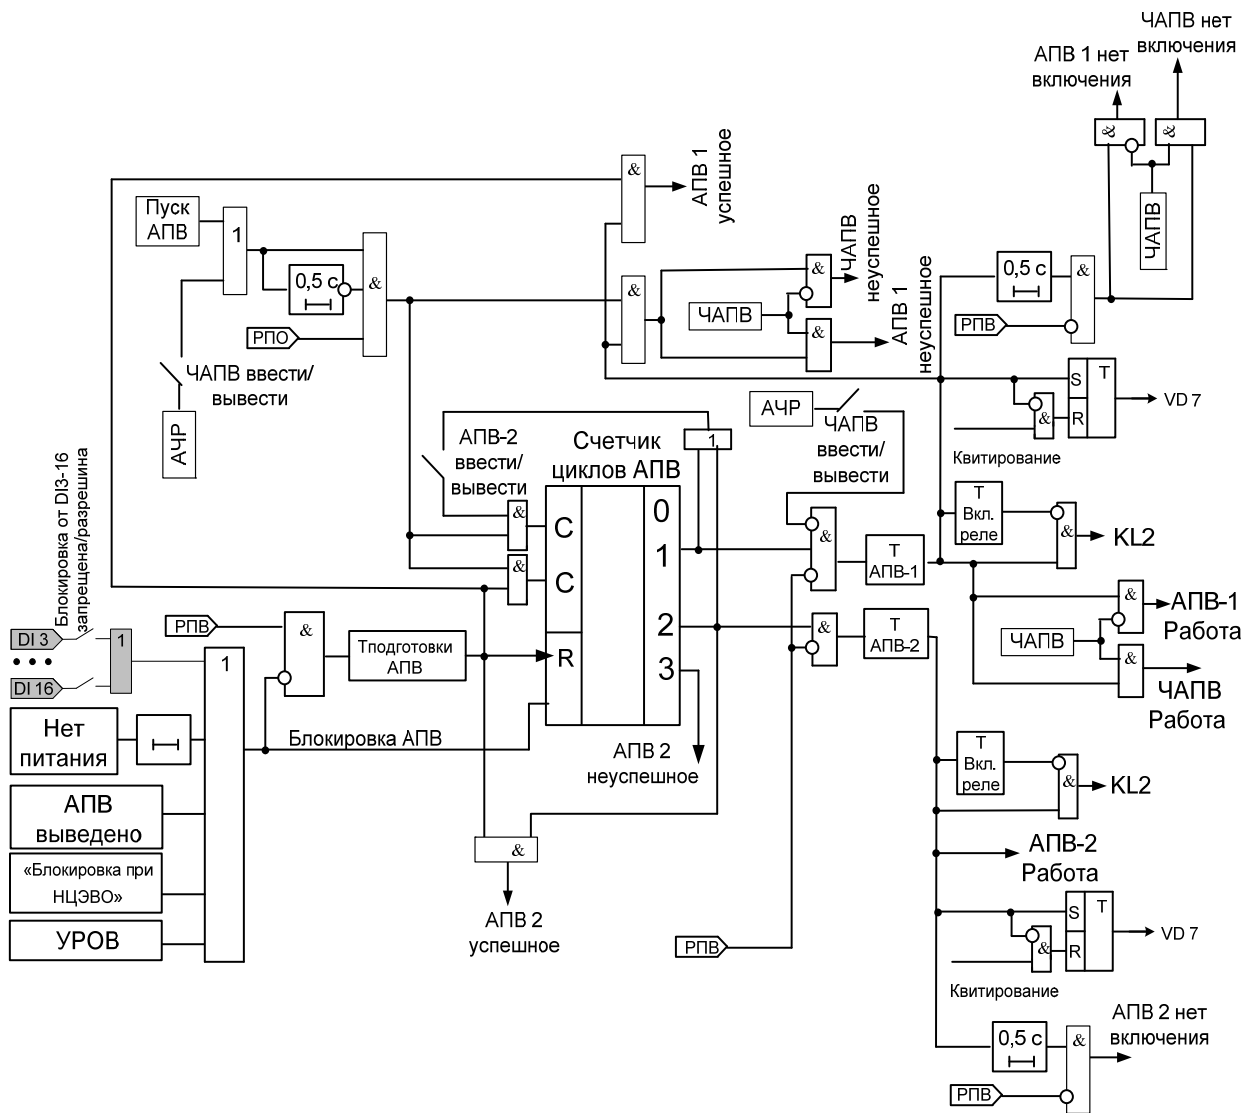 ЧАПВ нет
включения
АПВ 1 нет
включения
&
&
ЧАПВ
&
АПВ 1
успешное
Пуск
АПВ
1
0,5 с
&
РПО
ЧАПВ ввести/
вывести
АЧР
&
ЧАПВ
&
ЧАПВ
неуспешное
&
АПВ 1
неуспешное
0,5 с
&
РПВ
S
T
R
&
VD 7
Квитирование
АЧР
ЧАПВ
ввести/
вывести
АПВ-2
ввести/
вывести
Счетчик
циклов АПВ
1
&
&
C
C
R
0
1
2
3
&
T
АПВ-1
&
T
АПВ-2
T
Вкл.
реле
&
KL2
&
АПВ-1
Работа
ЧАПВ
&
ЧАПВ
Работа
Блокировка от DI3-16
запрещена/разрешина
DI 3
DI 16
1
РПВ
&
Тподготовки
АПВ
1
Нет
питания
Блокировка АПВ
АПВ
выведено
«Блокировка при
НЦЭВО»
УРОВ
АПВ 2
неуспешное
&
АПВ 2
успешное
РПВ
T
Вкл.
реле
&
KL2
АПВ-2
Работа
S
T
R
&
VD 7
Квитирование
0,5 с
&
РПВ
АПВ 2 нет
включения